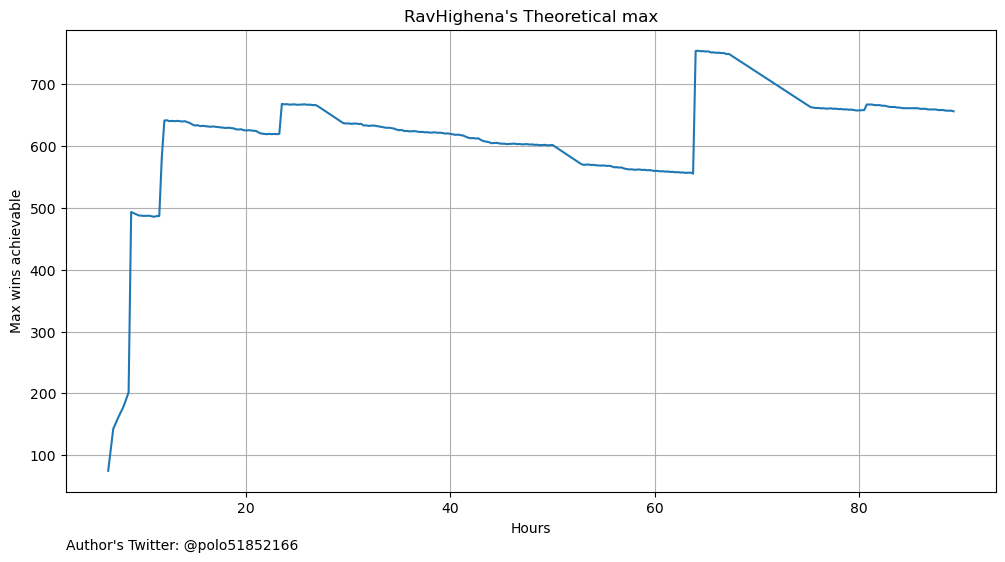 RavHighena's Theoretical max
Max wins achievable
700
600
500
400
300
200
100
20 40 60 80
Hours
Author's Twitter: @polo51852166